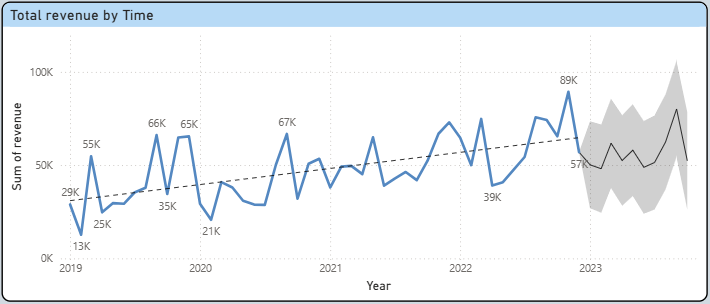 Total revenue by Time
Sum of revenue
100K
50K
0K
29K
13K
55K
25K
66K
35K
65K
21K
67K
39K
89K
57K
2019
2020
2021
2022
2023
Year